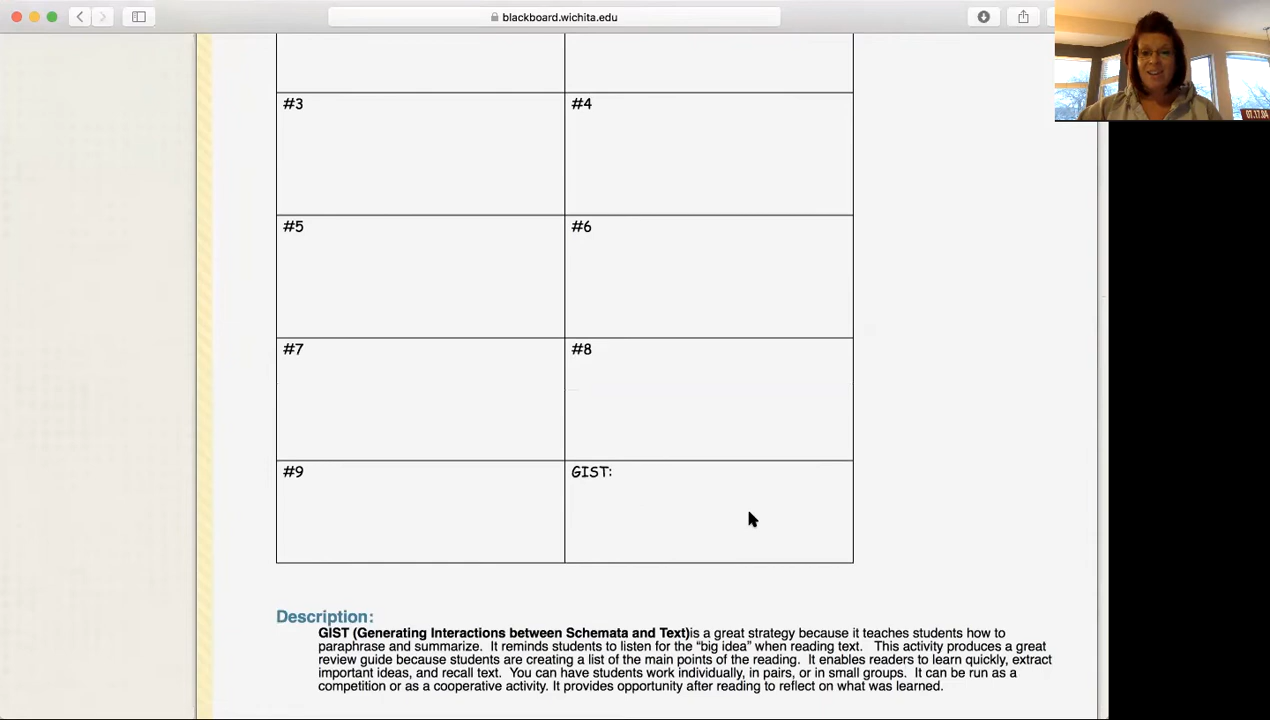 blackboard.wichita.edu
07.17.04
#3
#4
#5
#6
#7
#8
#9
GIST:
Description:
GIST (Generating Interactions between Schemata and Text)is a great strategy because it teaches students how to
paraphrase and summarize. It reminds students to listen for the “big idea” when reading text. This activity produces a great
review guide because students are creating a list of the main points of the reading. It enables readers to learn quickly, extract
important ideas, and recall text. You can have students work individually, in pairs, or in small groups. It can be run as a
competition or as a cooperative activity. It provides opportunity after reading to reflect on what was learned.